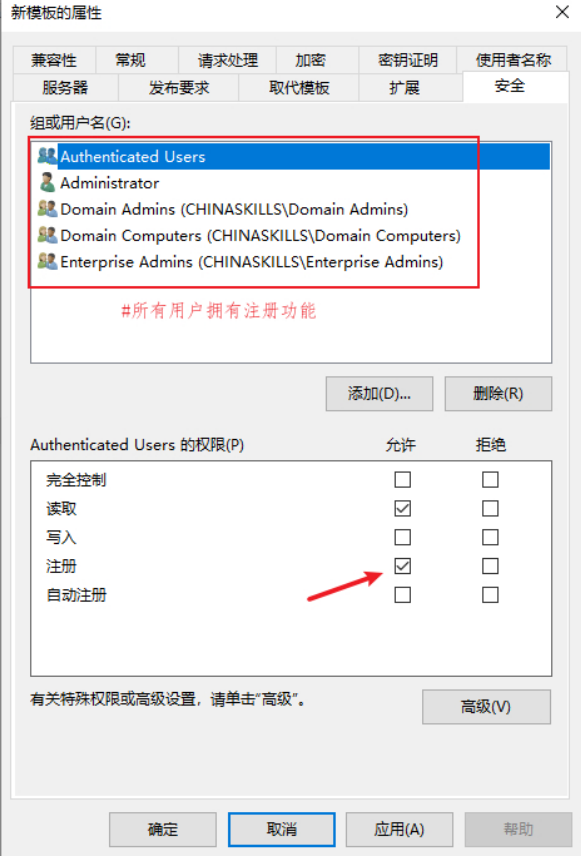 新模板的属性
兼容性 常规 请求处理 加密 密钥证明 使用者名称
服务器 发布要求 取代模板 扩展 安全
组或用户名(G):
Authenticated Users
Administrator
Domain Admins (CHINASKILLS\Domain Admins)
Domain Computers (CHINASKILLS\Domain Computers)
Enterprise Admins (CHINASKILLS\Enterprise Admins)
#所有用户拥有注册功能
添加(D)... 删除(R)
Authenticated Users 的权限(P) 允许 拒绝
完全控制
读取
写入
注册
自动注册
有关特殊权限或高级设置，请单击“高级”。
高级(V)
确定 取消 应用(A) 帮助